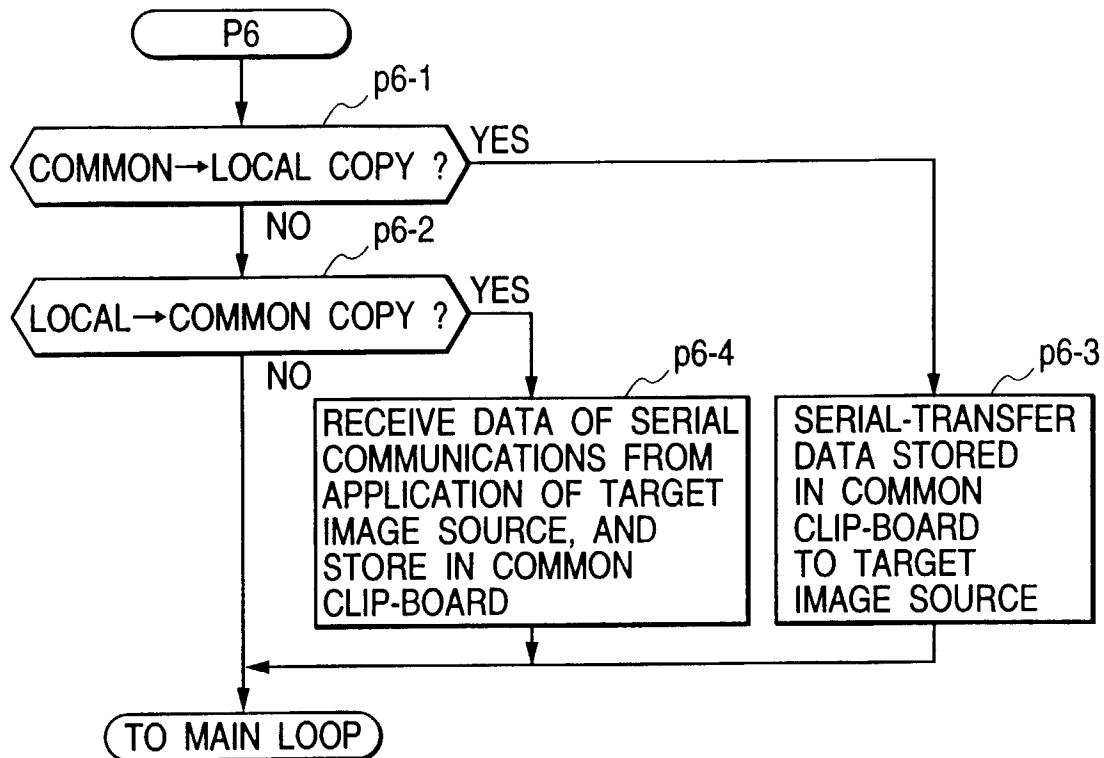 P6
p6-1
COMMON→LOCAL COPY ?
YES
NO
p6-2
LOCAL→COMMON COPY ?
YES
NO
p6-4
RECEIVE DATA OF SERIAL
COMMUNICATIONS FROM
APPLICATION OF TARGET
IMAGE SOURCE, AND
STORE IN COMMON
CLIP-BOARD
p6-3
SERIAL-TRANSFER
DATA STORED
IN COMMON
CLIP-BOARD
TO TARGET
IMAGE SOURCE
TO MAIN LOOP